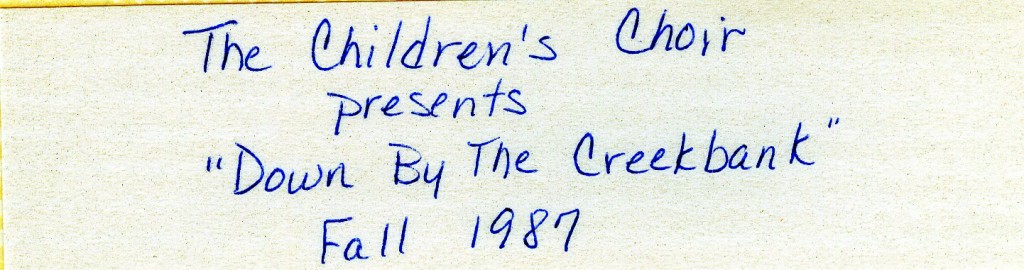 The Children's Choir
presents
"Down By The Creekbank"
Fall 1987